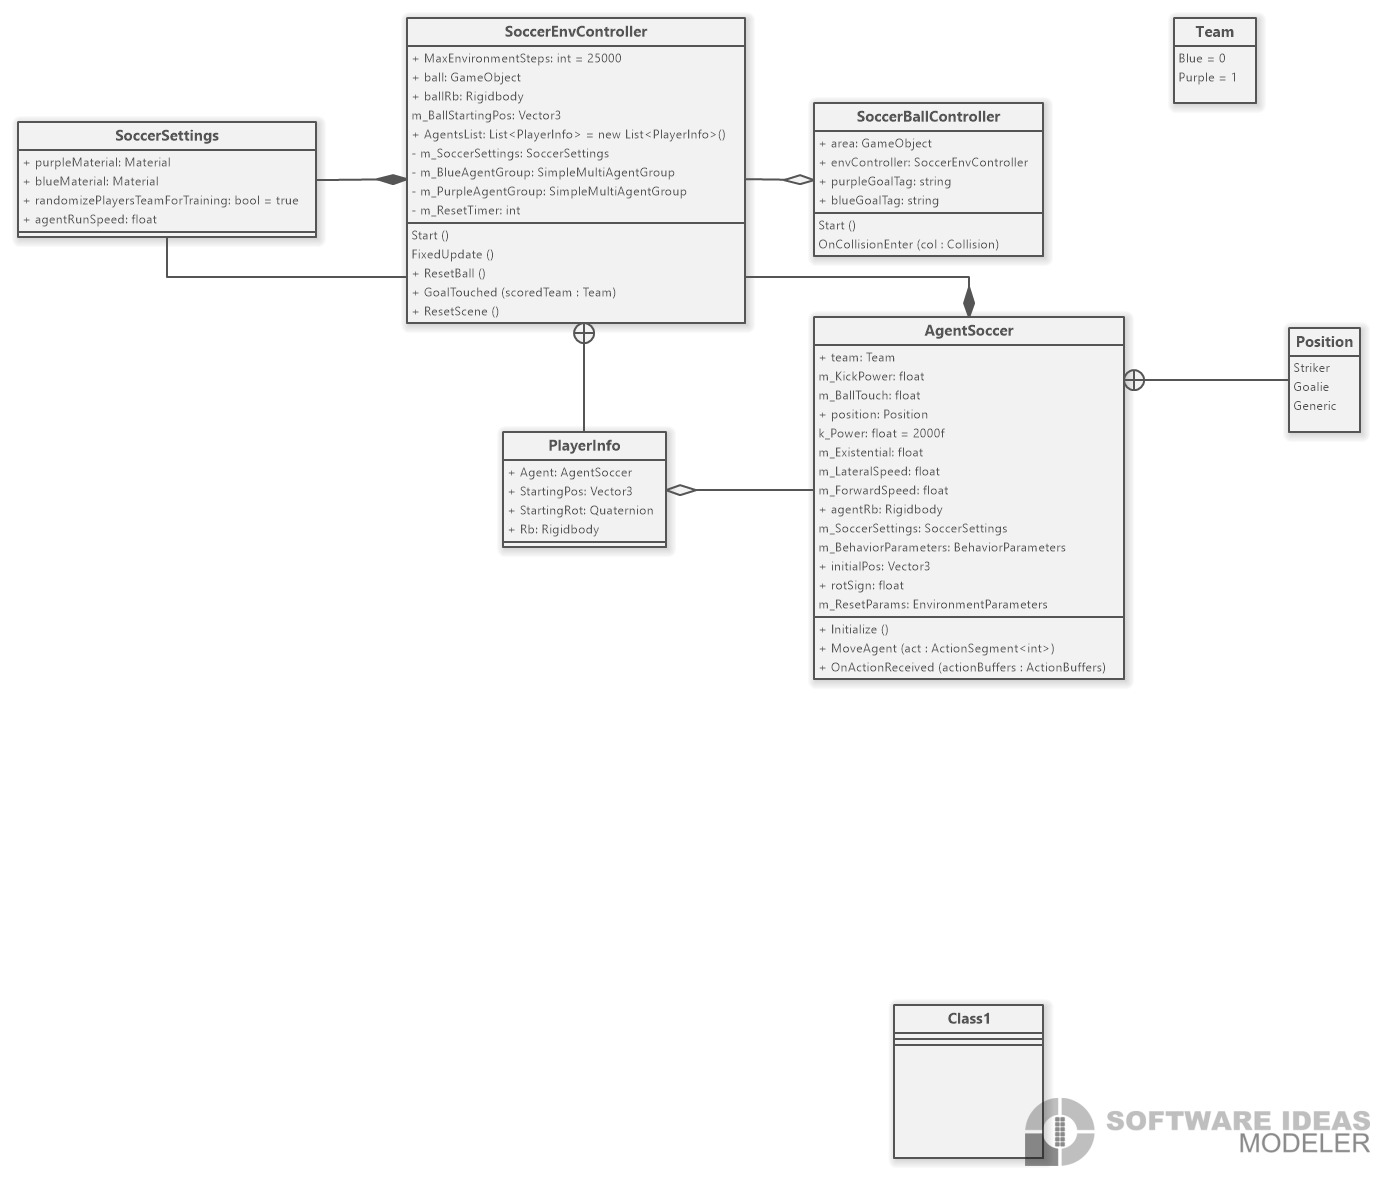 SoccerEnvController
+ MaxEnvironmentSteps: int = 25000
+ ball: GameObject
+ ballRb: Rigidbody
m_BallStartingPos: Vector3
+ AgentsList: List<PlayerInfo> = new List<PlayerInfo>()
- m_SoccerSettings: SoccerSettings
- m_BlueAgentGroup: SimpleMultiAgentGroup
- m_PurpleAgentGroup: SimpleMultiAgentGroup
- m_ResetTimer: int
Start ()
FixedUpdate ()
+ ResetBall ()
+ GoalTouched (scoredTeam : Team)
+ ResetScene ()
Team
Blue = 0
Purple = 1
SoccerSettings
+ purpleMaterial: Material
+ blueMaterial: Material
+ randomizePlayersTeamForTraining: bool = true
+ agentRunSpeed: float
SoccerBallController
+ area: GameObject
+ envController: SoccerEnvController
+ purpleGoalTag: string
+ blueGoalTag: string
Start ()
OnCollisionEnter (col : Collision)
AgentSoccer
+ team: Team
m_KickPower: float
m_BallTouch: float
+ position: Position
k_Power: float = 2000f
m_Existential: float
m_LateralSpeed: float
m_ForwardSpeed: float
+ agentRb: Rigidbody
m_SoccerSettings: SoccerSettings
m_BehaviorParameters: BehaviorParameters
+ initialPos: Vector3
+ rotSign: float
m_ResetParams: EnvironmentParameters
+ Initialize ()
+ MoveAgent (act : ActionSegment<int>)
+ OnActionReceived (actionBuffers : ActionBuffers)
Position
Striker
Goalie
Generic
PlayerInfo
+ Agent: AgentSoccer
+ StartingPos: Vector3
+ StartingRot: Quaternion
+ Rb: Rigidbody
Class1
SOFTWARE IDEAS
MODELER